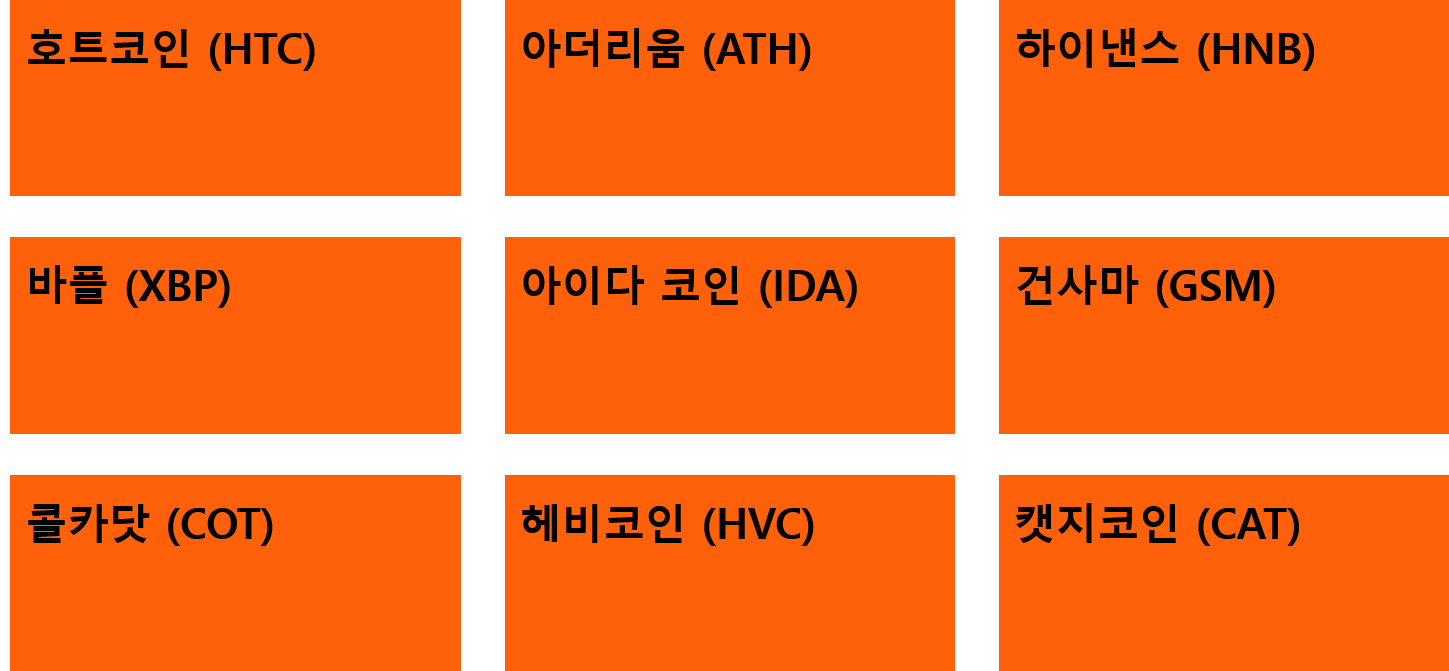 호트코인 (HTC)
아더리움 (ATH)
하이낸스 (HNB)
바플 (XBP)
아이다 코인 (IDA)
건사마 (GSM)
콜카닷 (COT)
헤비코인 (HVC)
캣지코인 (CAT)